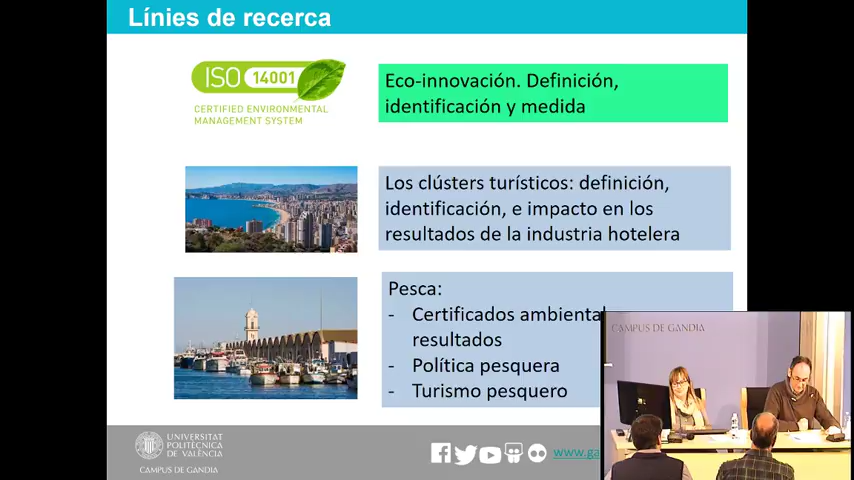 Línies de recerca
ISO 14001
CERTIFIED ENVIRONMENTAL
MANAGEMENT SYSTEM
Eco-innovación. Definición,
identificación y medida
Los clústers turísticos: definición,
identificación, e impacto en los
resultados de la industria hotelera
Pesca:
- Certificados ambiental
resultados
- Política pesquera
- Turismo pesquero
CAMPUS DE GANDIA
UNIVERSITAT
POLITÈCNICA
DE VALÈNCIA
CAMPUS DE GANDIA
www.ga